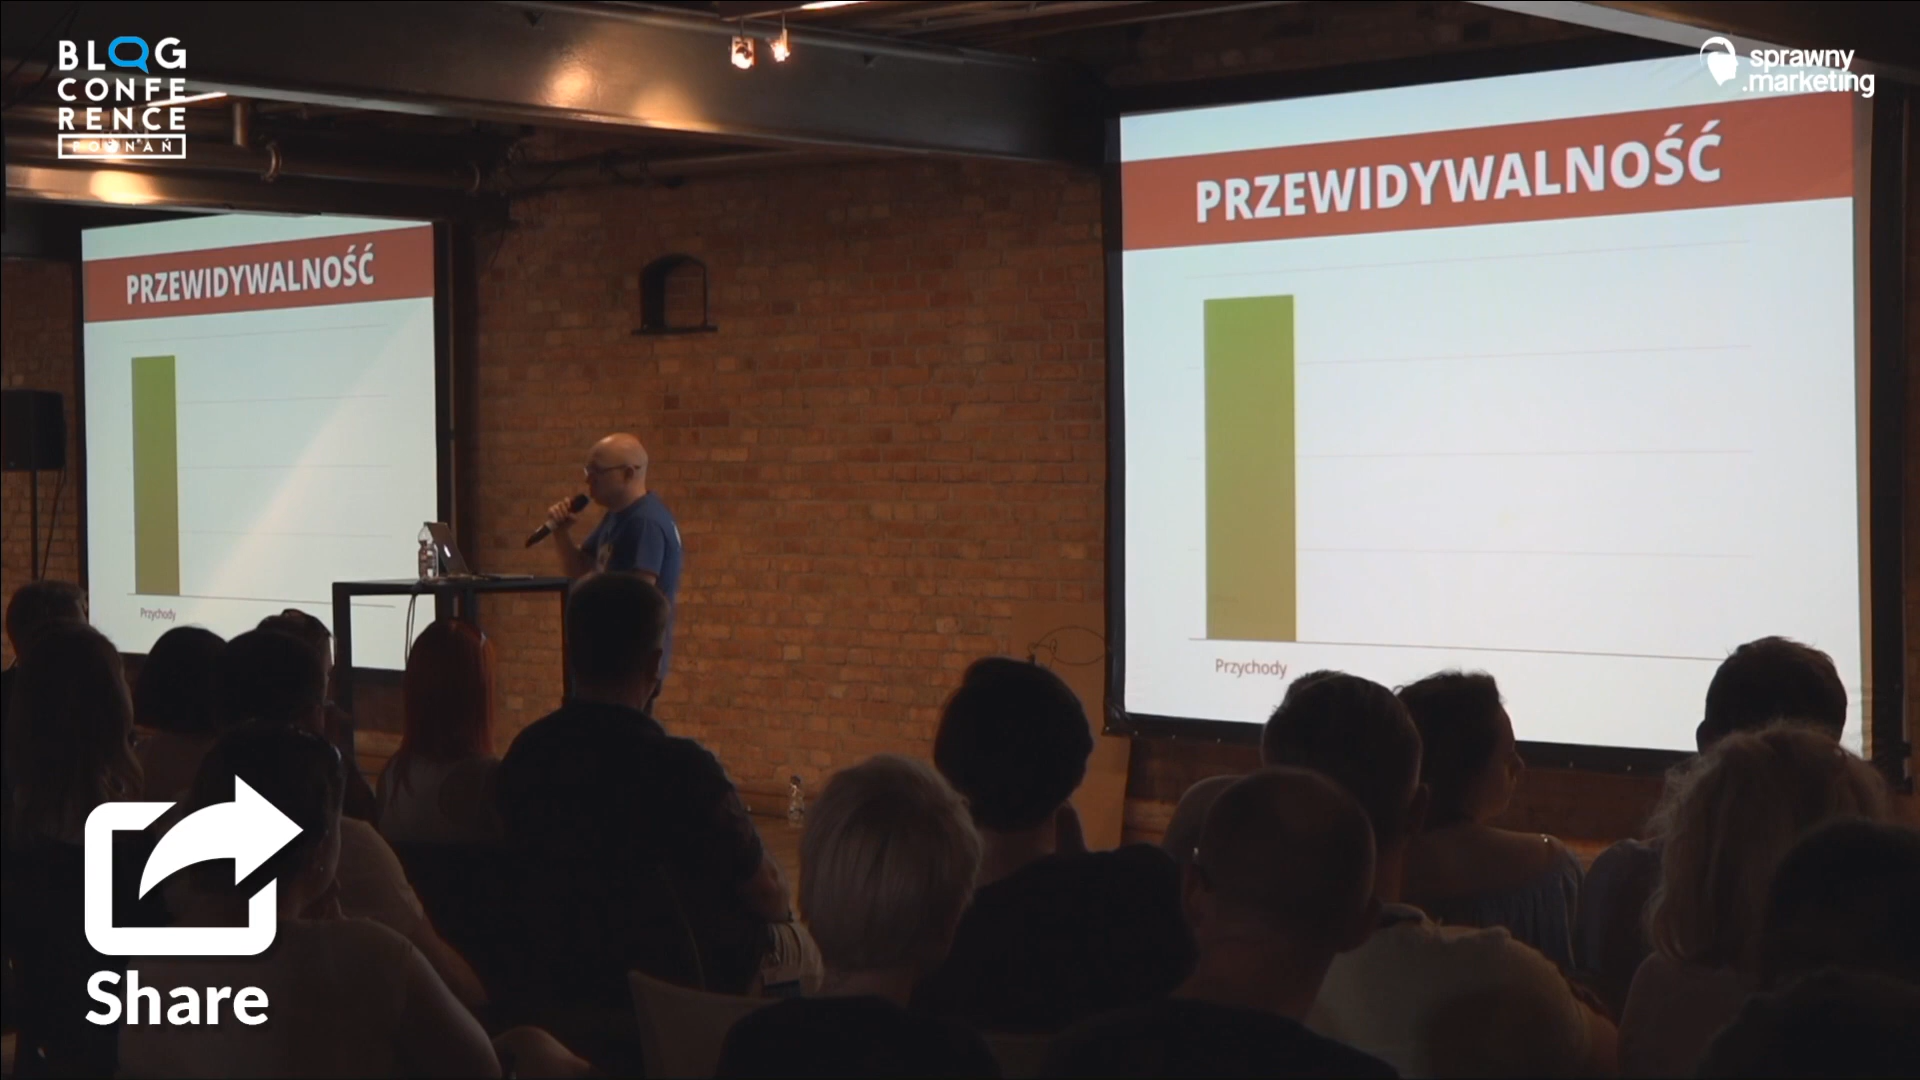 BLOG
CONFE
RENCE
POZNAŃ
sprawny
.marketing
PRZEWIDYWALNOŚĆ
Przychody
PRZEWIDYWALNOŚĆ
Przychody
Share